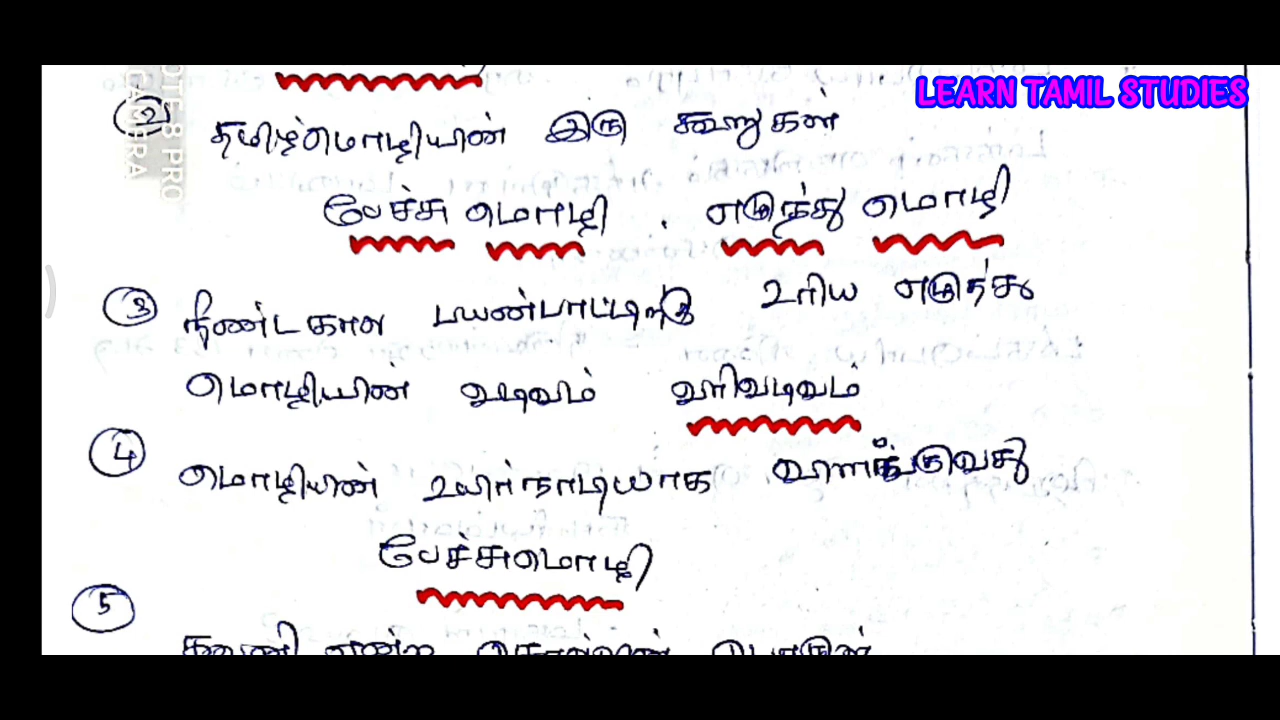 LEARN TAMIL STUDIES
② தமிழ்மொழியின் இரு கூறுகள்
பேச்சு மொழி . எழுத்து மொழி
③ நீண்டகால பயன்பாட்டிற்கு உரிய எழுத்து
மொழியின் வடிவம் வரிவடிவம்
④ மொழியின் உயிர்நாடியாக விளங்குவது
பேச்சுமொழி
⑤
என்ற சொல்லின் பொருள்